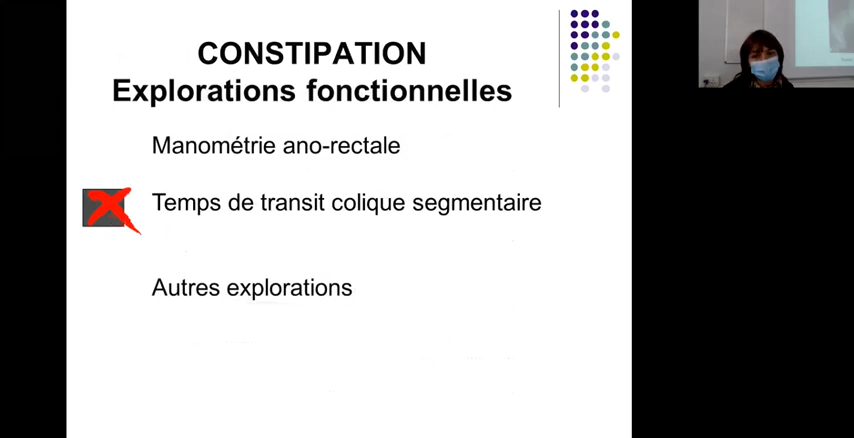 CONSTIPATION
Explorations fonctionnelles
Manométrie ano-rectale
Temps de transit colique segmentaire
Autres explorations